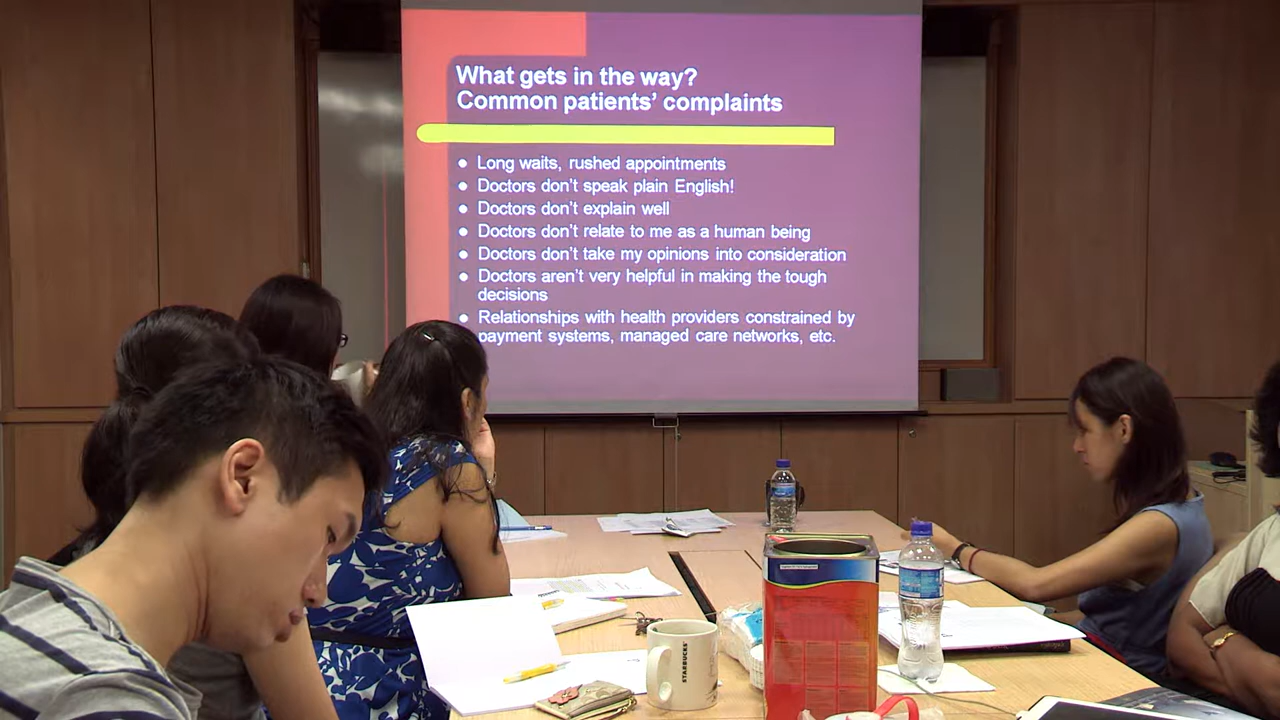 What gets in the way?
Common patients' complaints
Long waits, rushed appointments
Doctors don't speak plain English!
Doctors don't explain well
Doctors don't relate to me as a human being
Doctors don't take my opinions into consideration
Doctors aren't very helpful in making the tough
decisions
Relationships with health providers constrained by
payment systems, managed care networks, etc.
STARBUCKS